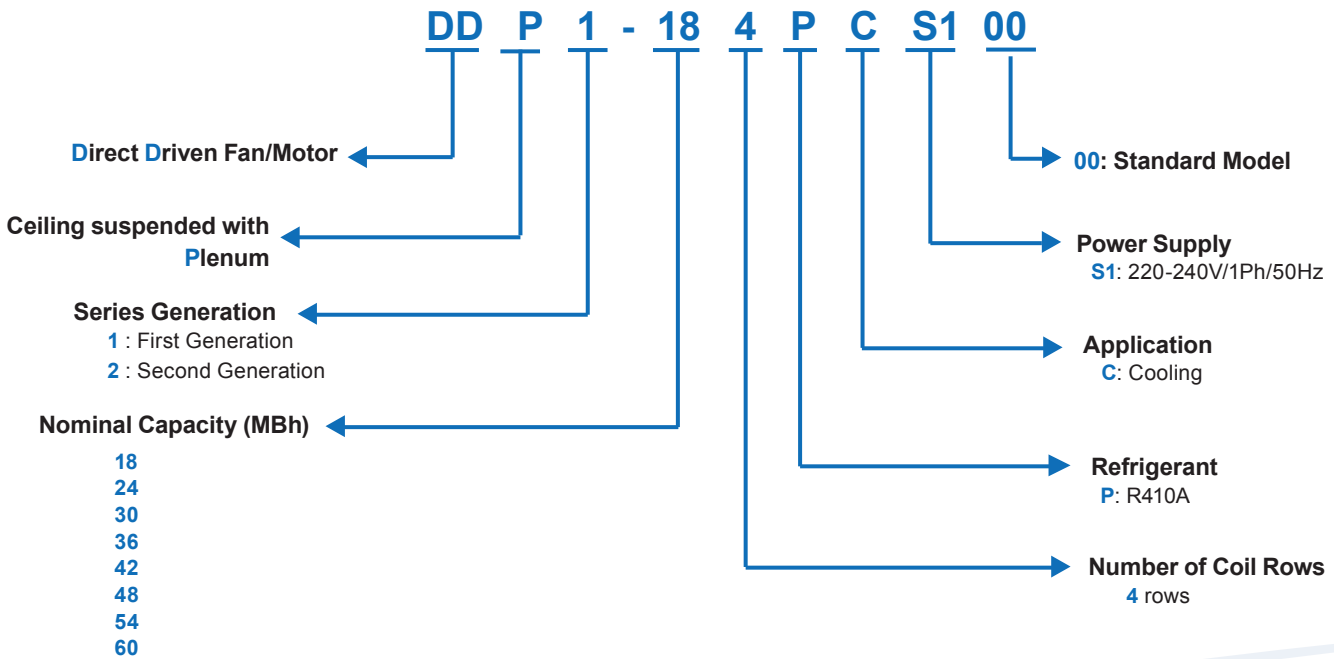 DD P 1 - 18 4 P C S1 00
Direct Driven Fan/Motor
Ceiling suspended with
Plenum
Series Generation
1 : First Generation
2 : Second Generation
Nominal Capacity (MBh)
18
24
30
36
42
48
54
60
00: Standard Model
Power Supply
S1: 220-240V/1Ph/50Hz
Application
C: Cooling
Refrigerant
P: R410A
Number of Coil Rows
4 rows